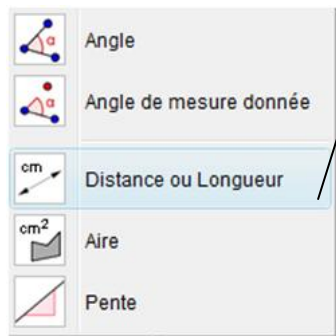 α
Angle
α
Angle de mesure donnée
cm
Distance ou Longueur
cm²
Aire
Pente